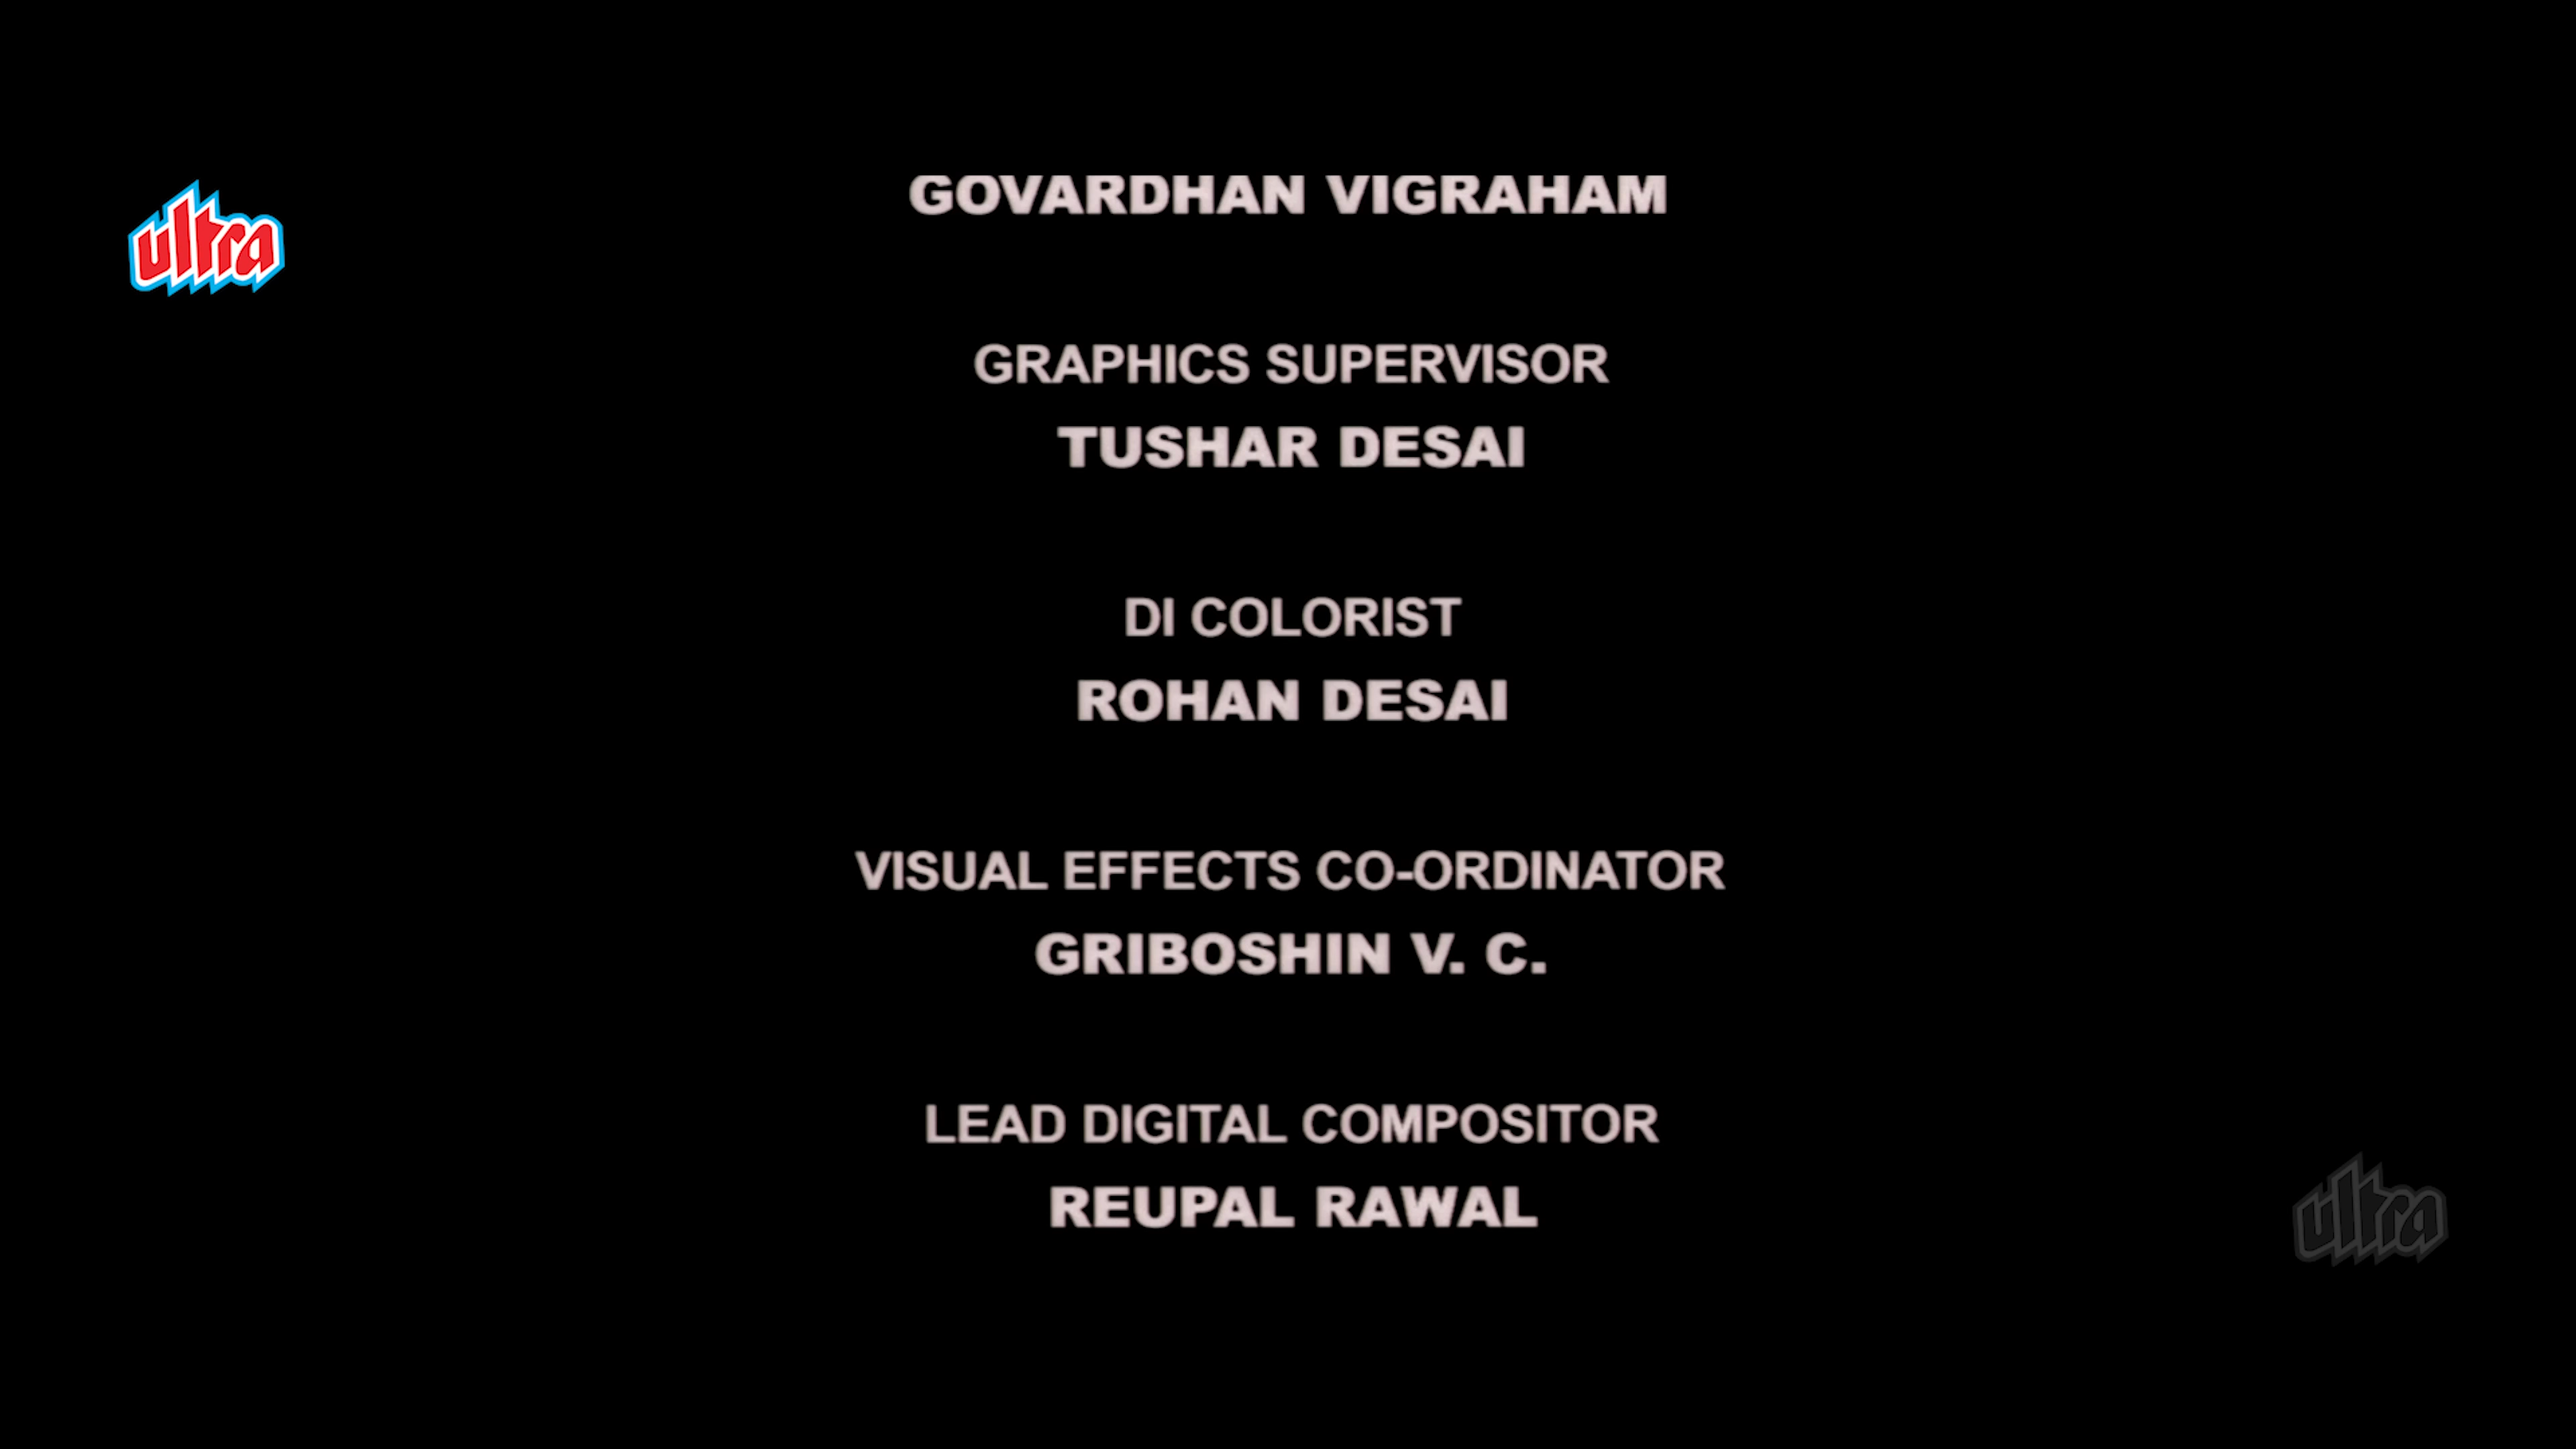 GOVARDHAN VIGRAHAM
ultra
GRAPHICS SUPERVISOR
TUSHAR DESAI
DI COLORIST
ROHAN DESAI
VISUAL EFFECTS CO-ORDINATOR
GRIBOSHIN V. C.
LEAD DIGITAL COMPOSITOR
REUPAL RAWAL
ultra